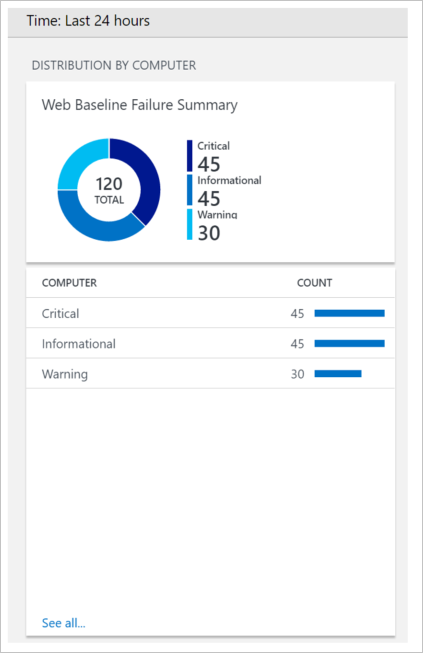 Time: Last 24 hours
DISTRIBUTION BY COMPUTER
Web Baseline Failure Summary
120
TOTAL
Critical
45
Informational
45
Warning
30
COMPUTER COUNT
Critical 45
Informational 45
Warning 30
See all...